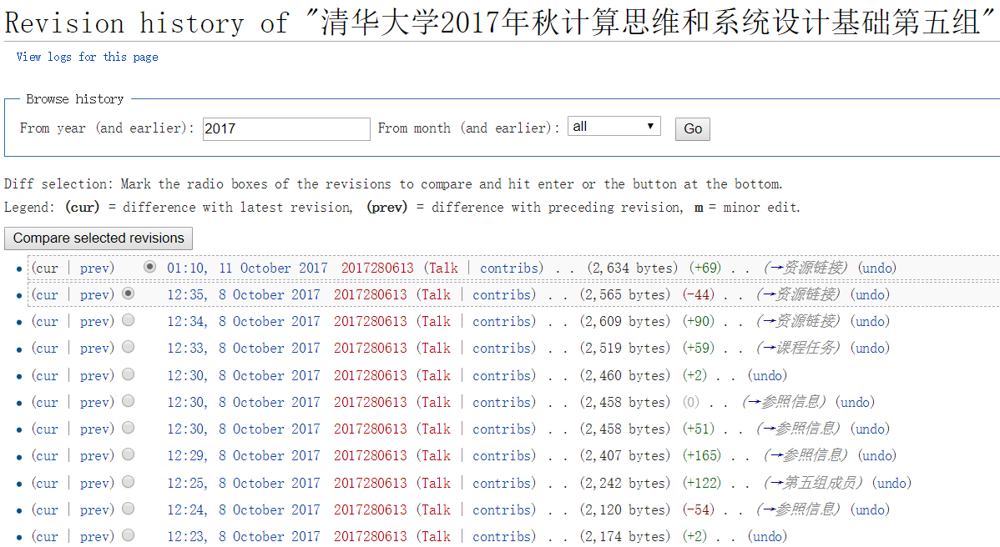 Revision history of "清华大学2017年秋计算思维和系统设计基础第五组"
View logs for this page
Browse history
From year (and earlier): 2017 From month (and earlier): all Go
Diff selection: Mark the radio boxes of the revisions to compare and hit enter or the button at the bottom.
Legend: (cur) = difference with latest revision, (prev) = difference with preceding revision, m = minor edit.
Compare selected revisions
(cur | prev) 01:10, 11 October 2017 2017280613 (Talk | contribs) . . (2,634 bytes) (+69) . . (→资源链接) (undo)
(cur | prev) 12:35, 8 October 2017 2017280613 (Talk | contribs) . . (2,565 bytes) (-44) . . (→资源链接) (undo)
(cur | prev) 12:34, 8 October 2017 2017280613 (Talk | contribs) . . (2,609 bytes) (+90) . . (→资源链接) (undo)
(cur | prev) 12:33, 8 October 2017 2017280613 (Talk | contribs) . . (2,519 bytes) (+59) . . (→课程任务) (undo)
(cur | prev) 12:30, 8 October 2017 2017280613 (Talk | contribs) . . (2,460 bytes) (+2) . . (undo)
(cur | prev) 12:30, 8 October 2017 2017280613 (Talk | contribs) . . (2,458 bytes) (0) . . (→参照信息) (undo)
(cur | prev) 12:30, 8 October 2017 2017280613 (Talk | contribs) . . (2,458 bytes) (+51) . . (→参照信息) (undo)
(cur | prev) 12:29, 8 October 2017 2017280613 (Talk | contribs) . . (2,407 bytes) (+165) . . (→参照信息) (undo)
(cur | prev) 12:25, 8 October 2017 2017280613 (Talk | contribs) . . (2,242 bytes) (+122) . . (→第五组成员) (undo)
(cur | prev) 12:24, 8 October 2017 2017280613 (Talk | contribs) . . (2,120 bytes) (-54) . . (→参照信息) (undo)
(cur | prev) 12:23, 8 October 2017 2017280613 (Talk | contribs) . . (2,174 bytes) (+2) . . (undo)